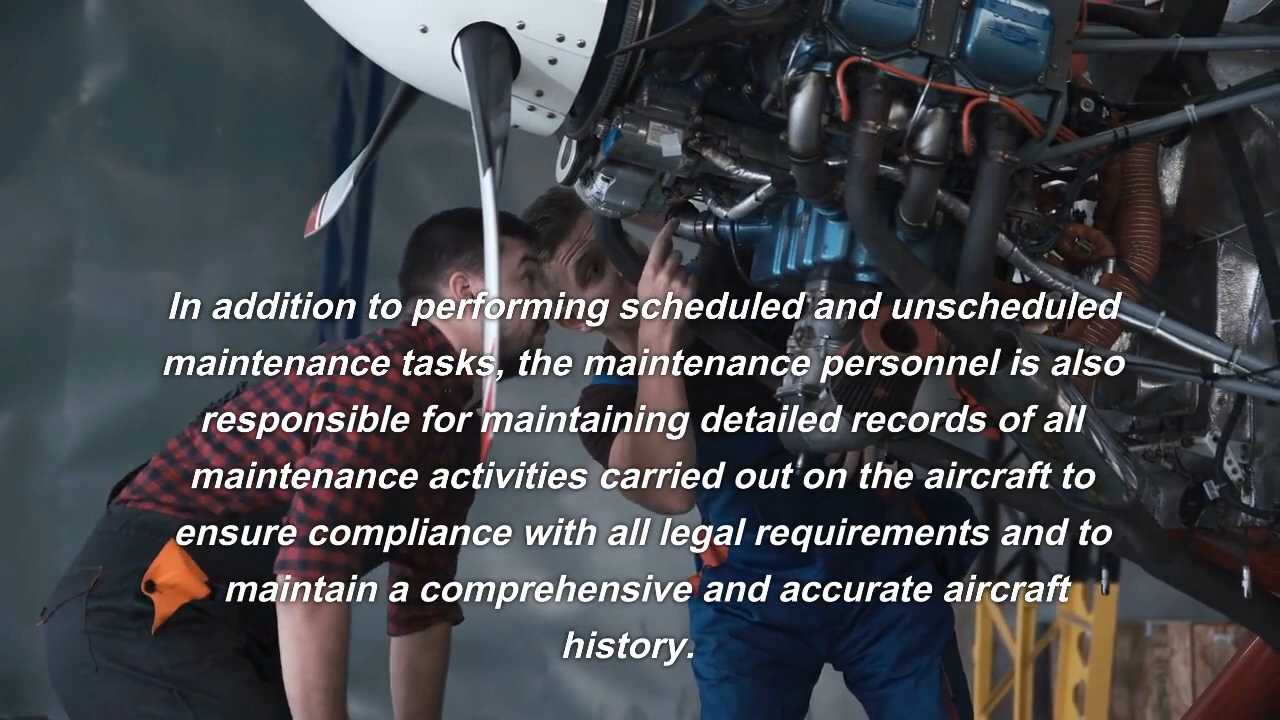 In addition to performing scheduled and unscheduled
maintenance tasks, the maintenance personnel is also
responsible for maintaining detailed records of all
maintenance activities carried out on the aircraft to
ensure compliance with all legal requirements and to
maintain a comprehensive and accurate aircraft
history.